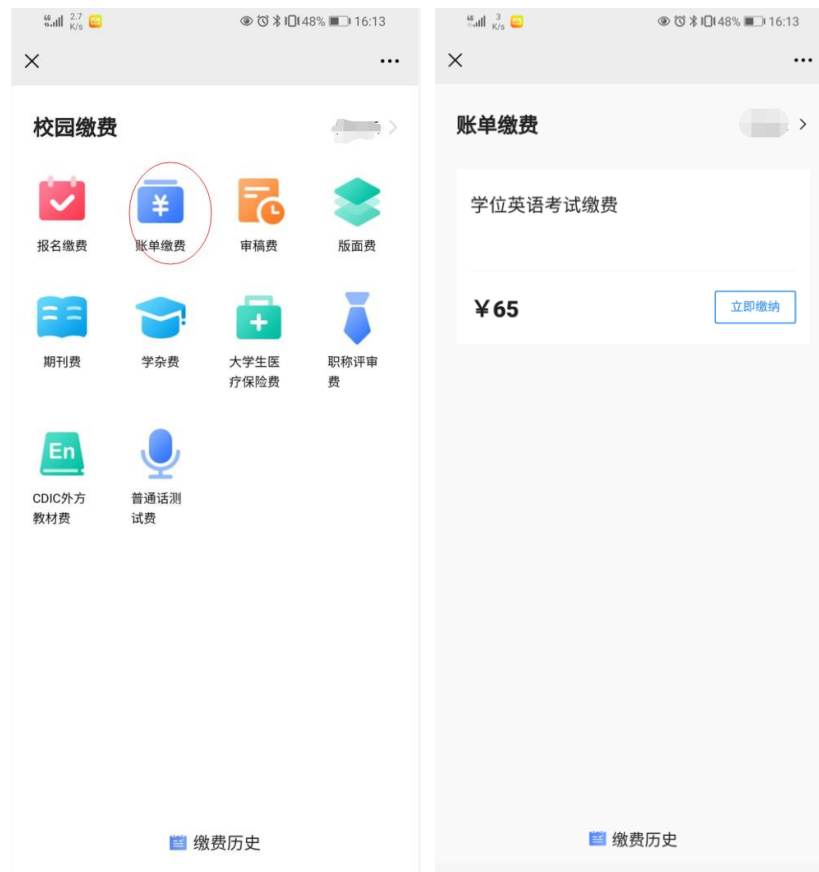 2.7
K/s
48%
16:13
校园缴费
报名缴费
账单缴费
审稿费
版面费
期刊费
学杂费
大学生医
疗保险费
职称评审
费
En
CDIC外方
教材费
普通话测
试费
缴费历史
3
K/s
48%
16:13
账单缴费
学位英语考试缴费
￥65
立即缴纳
缴费历史